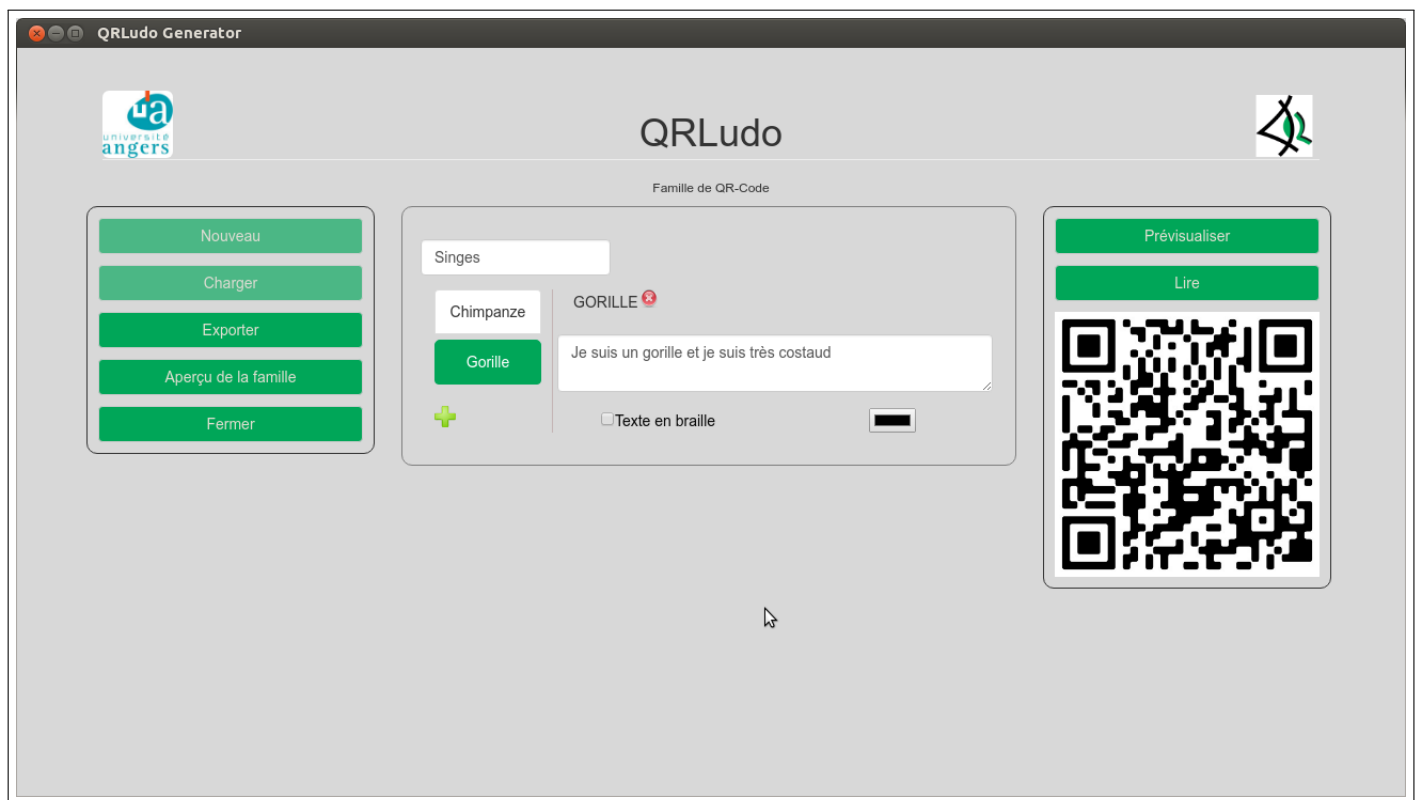 QRLudo Generator
ua
université
angers
QRLudo
Famille de QR-Code
Nouveau
Charger
Exporter
Aperçu de la famille
Fermer
Singes
Chimpanze
Gorille
GORILLE
Je suis un gorille et je suis très costaud
Texte en braille
Prévisualiser
Lire